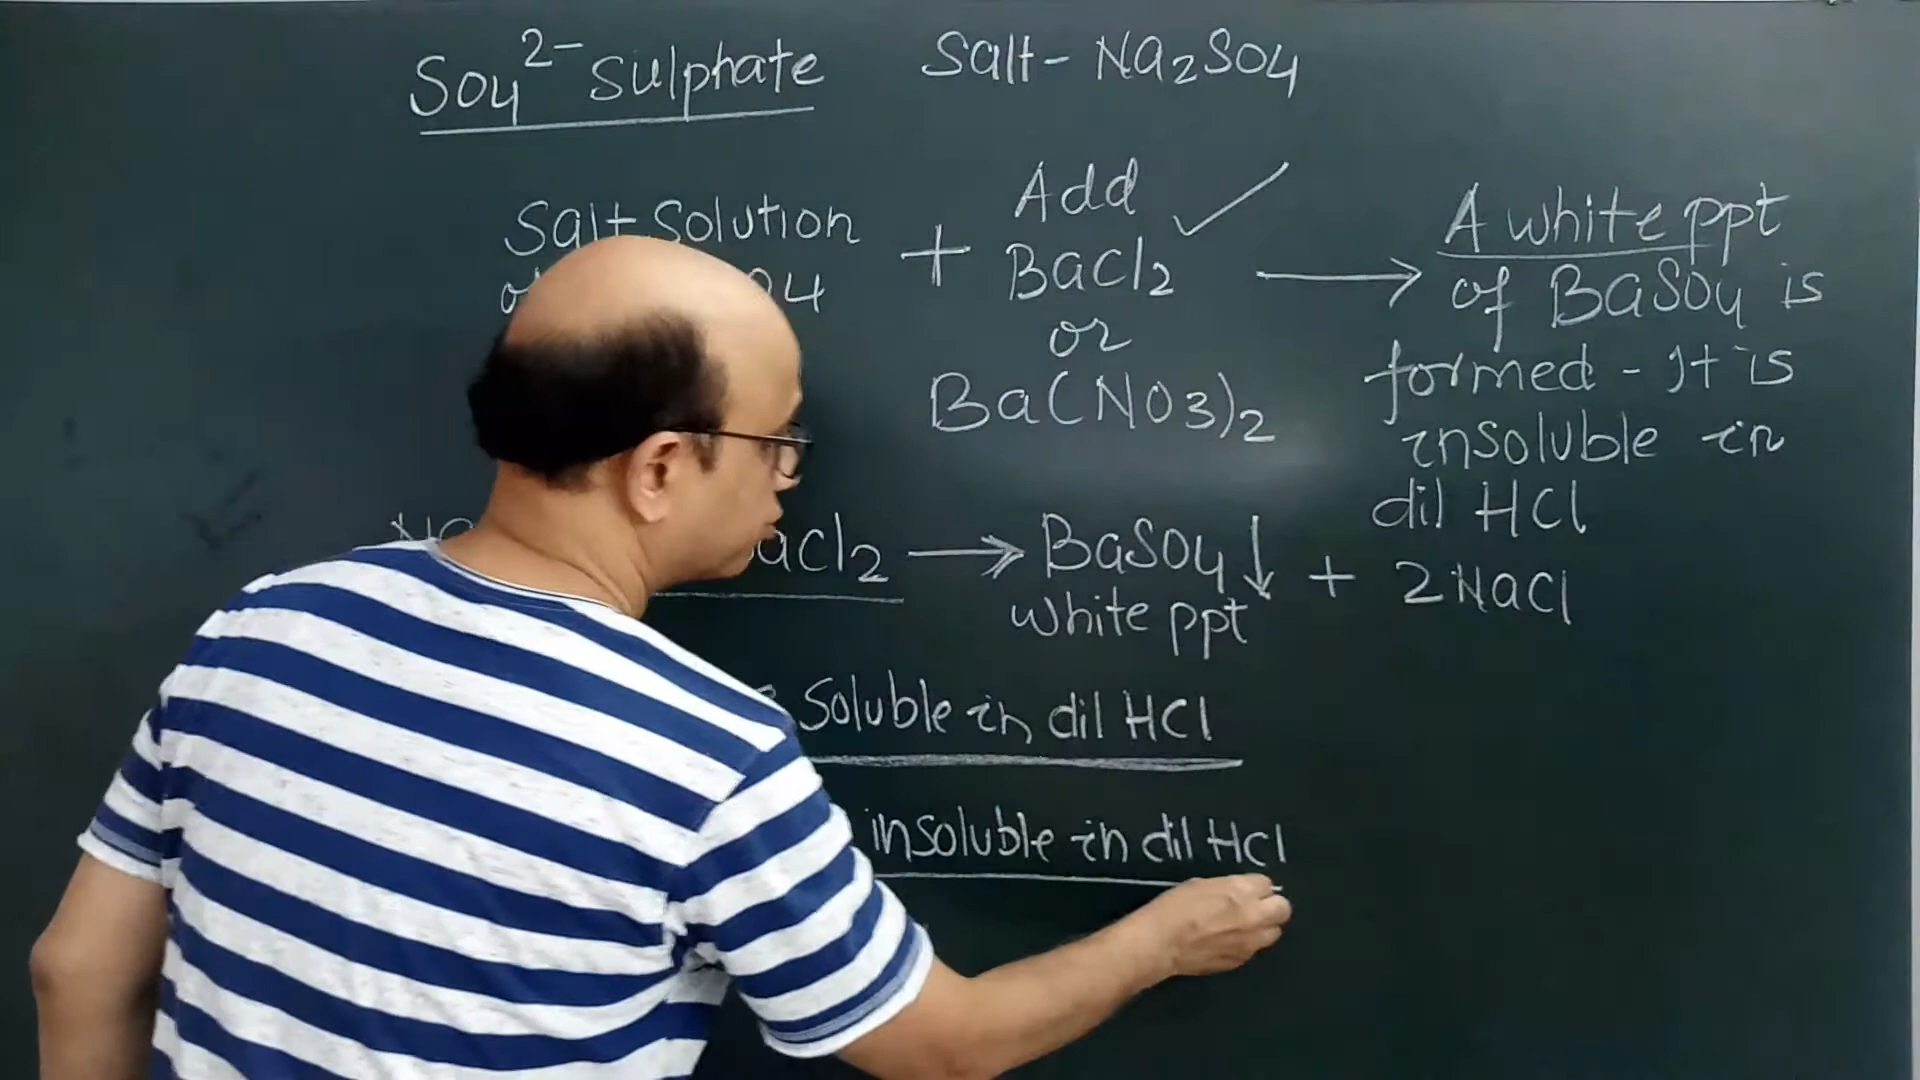 SO4 2- Sulphate
Salt - Na2SO4
Salt Solution
+
Add
BaCl2 ✓
or
Ba(NO3)2
→
A white ppt
of BaSO4 is
formed - It is
insoluble in
dil HCl
→ BaSO4 ↓ + 2NaCl
white ppt
Soluble in dil HCl
insoluble in dil HCl